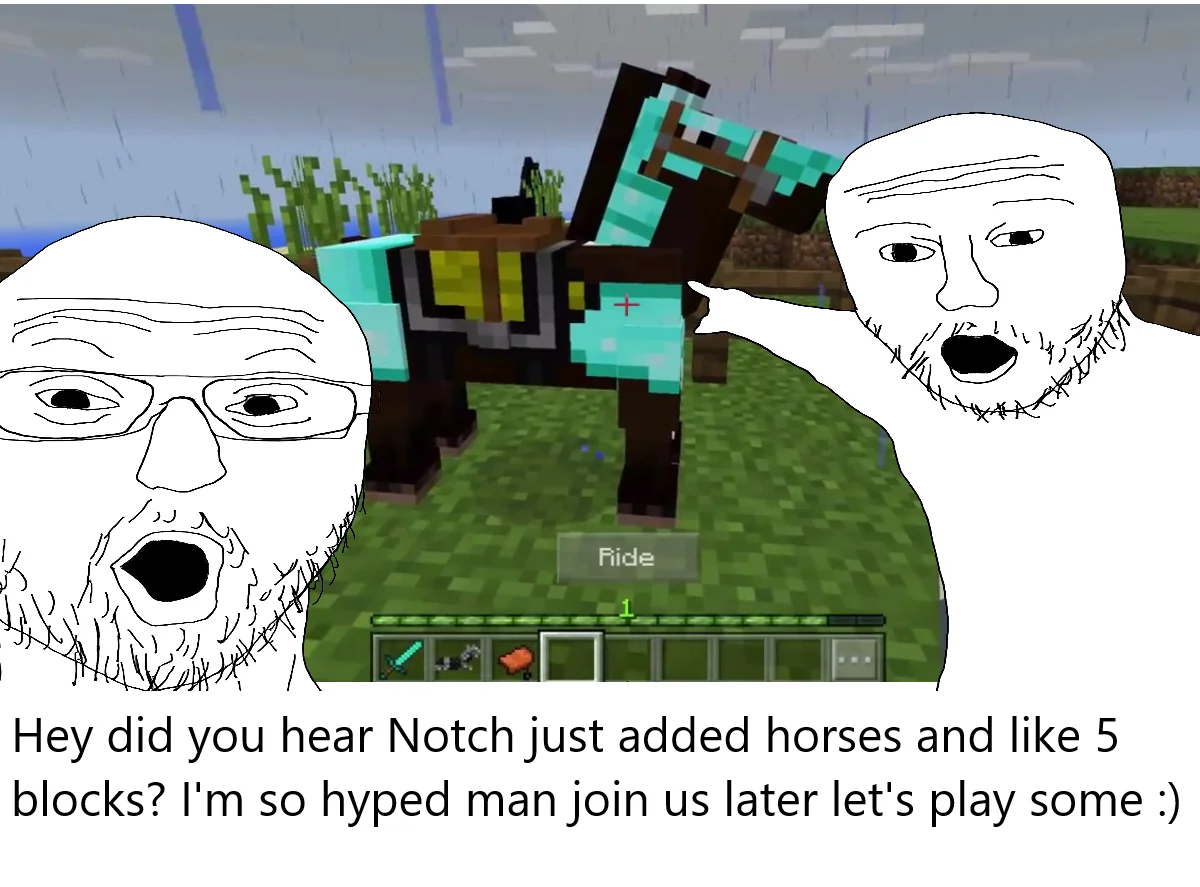 Ride
1
Hey did you hear Notch just added horses and like 5
blocks? I'm so hyped man join us later let's play some :)